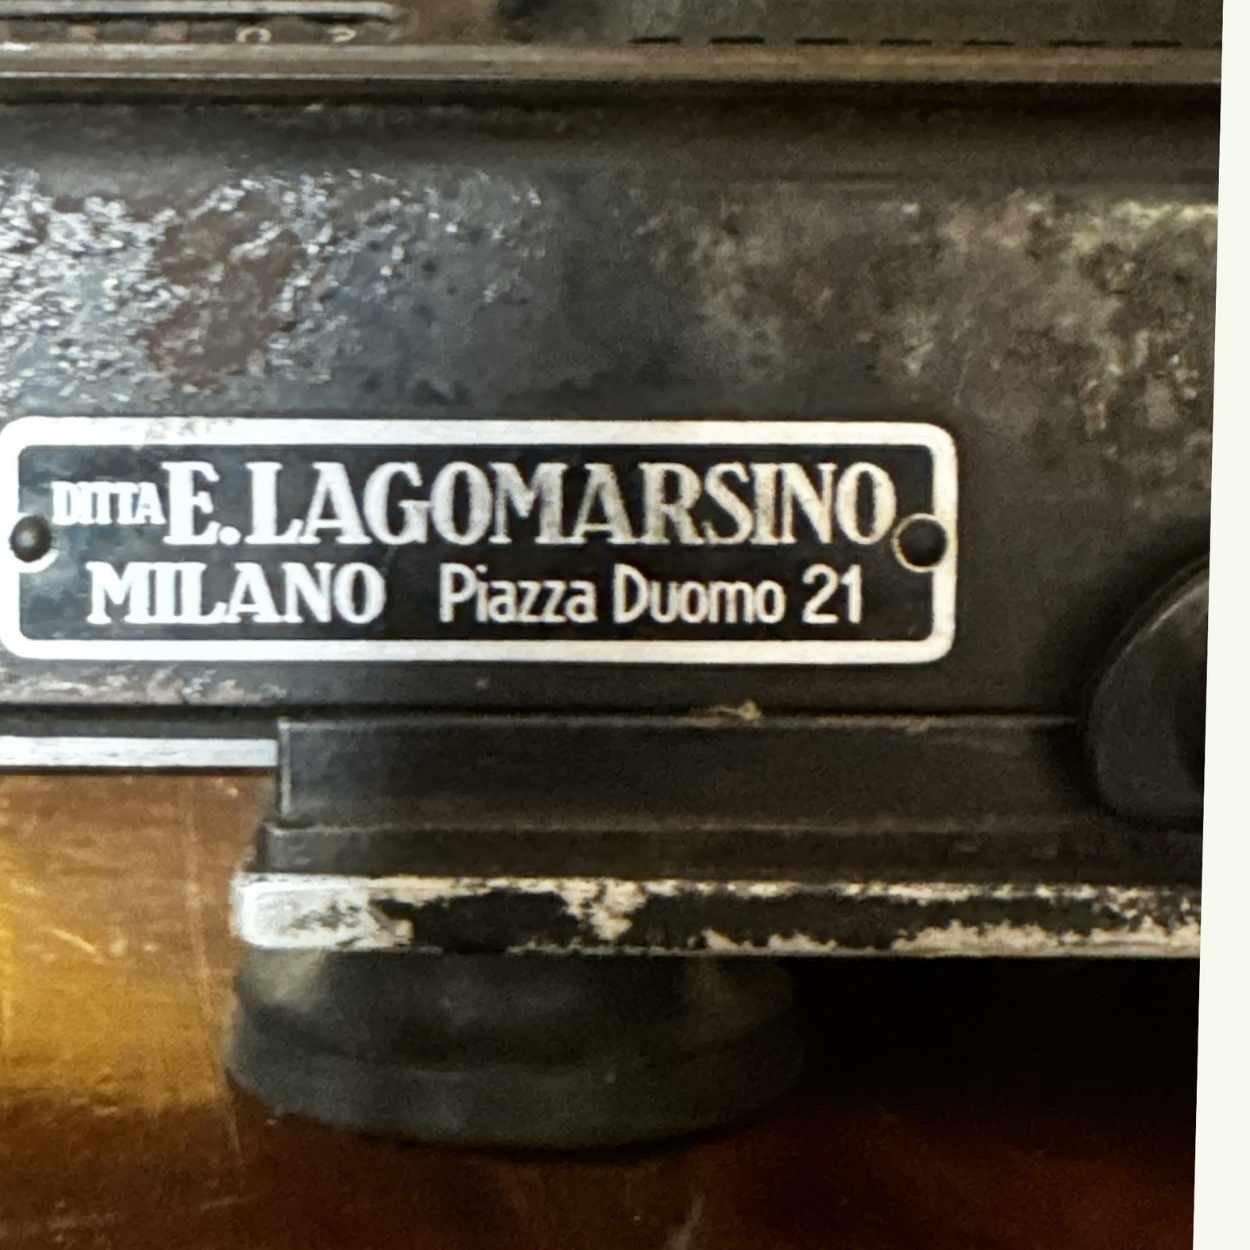 DITTA E. LAGOMARSINO
MILANO Piazza Duomo 21